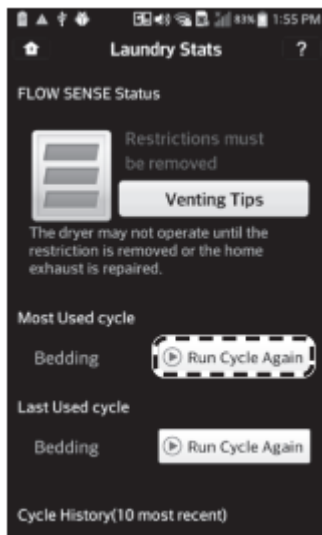 83% 1:55 PM
Laundry Stats ?
FLOW SENSE Status
Restrictions must
be removed
Venting Tips
The dryer may not operate until the
restriction is removed or the home
exhaust is repaired.
Most Used cycle
Bedding Run Cycle Again
Last Used cycle
Bedding Run Cycle Again
Cycle History(10 most recent)